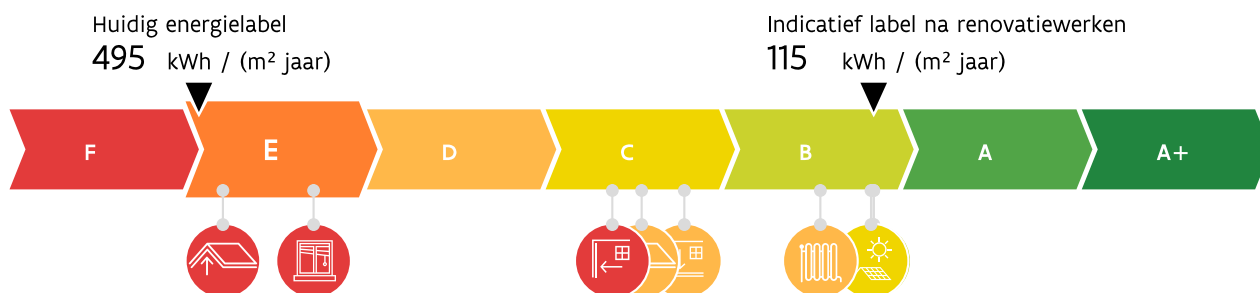 Huidig energielabel
495 kWh / (m² jaar)
Indicatief label na renovatiewerken
115 kWh / (m² jaar)
F E D C B A A+